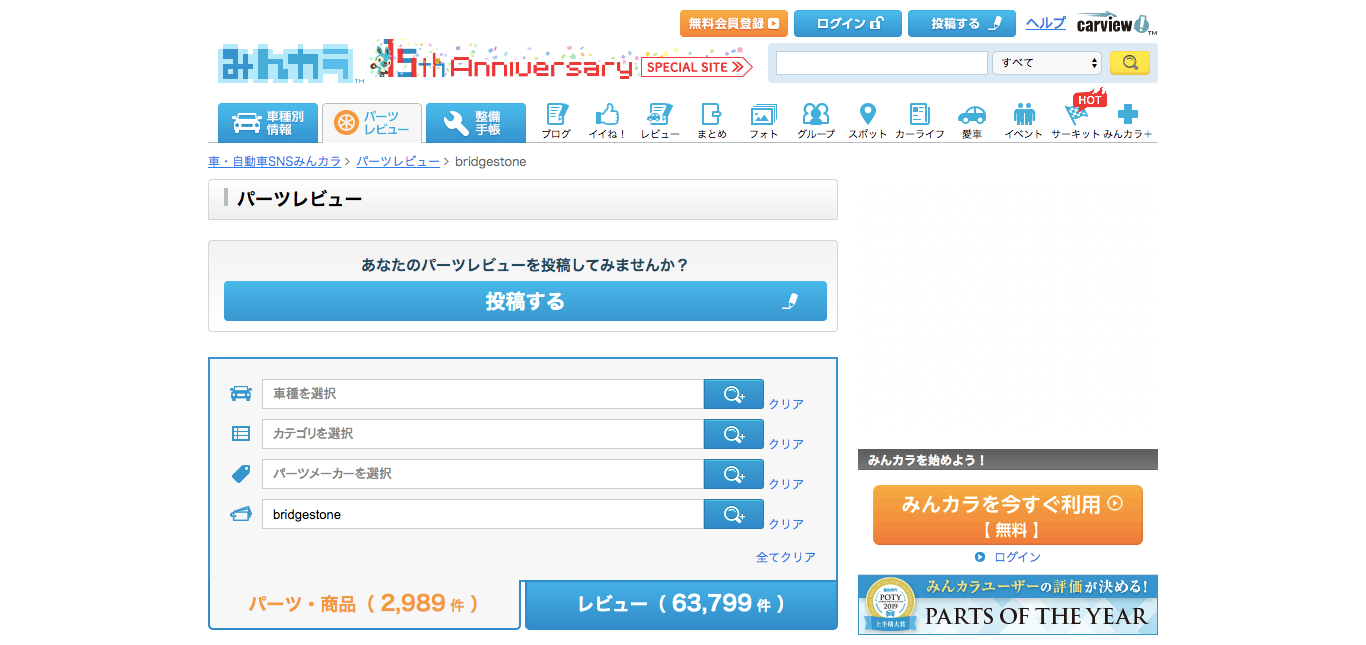 無料会員登録
ログイン
投稿する
ヘルプ
carview!™
みんカラ™
15th Anniversary
SPECIAL SITE
すべて
車種別情報
パーツレビュー
整備手帳
ブログ
イイね！
レビュー
まとめ
フォト
グループ
スポット
カーライフ
愛車
イベント
サーキット
HOT
みんカラ＋
車・自動車SNSみんカラ > パーツレビュー > bridgestone
パーツレビュー
あなたのパーツレビューを投稿してみませんか？
投稿する
車種を選択
クリア
カテゴリを選択
クリア
パーツメーカーを選択
クリア
bridgestone
クリア
全てクリア
パーツ・商品（ 2,989 件 ）
レビュー（ 63,799 件 ）
みんカラを始めよう！
みんカラを今すぐ利用
【 無料 】
ログイン
POTY
2019
上半期大賞
みんカラユーザーの評価が決める!
PARTS OF THE YEAR